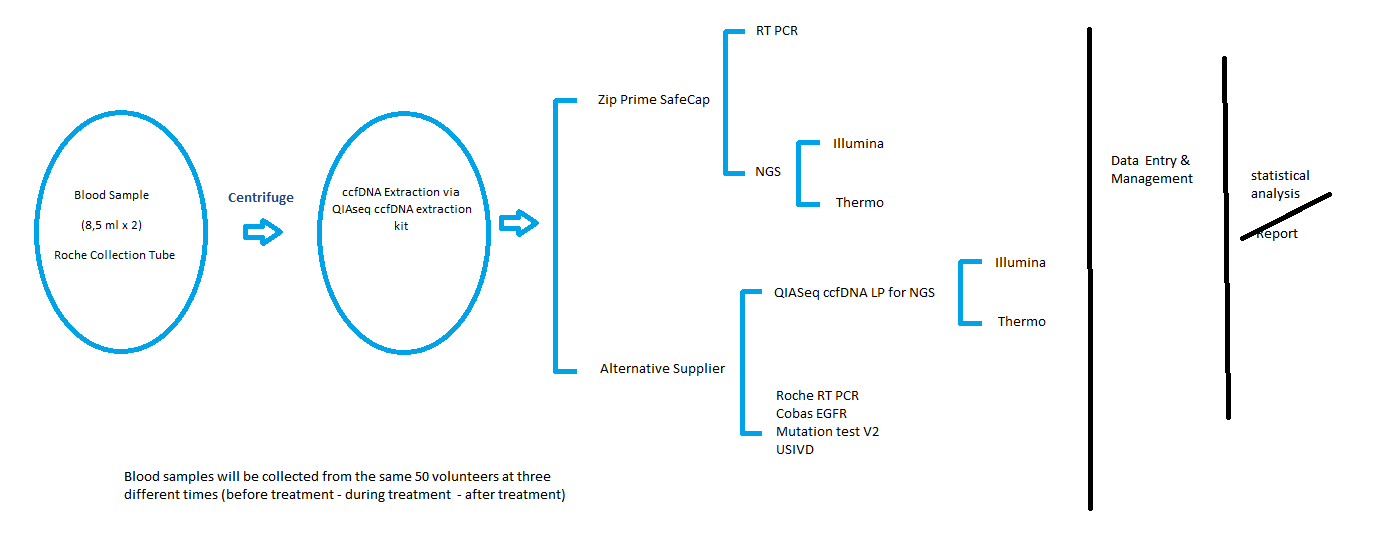 Blood Sample
(8,5 ml x 2)
Roche Collection Tube
Centrifuge
ccfDNA Extraction via
QIAseq ccfDNA extraction
kit
Zip Prime SafeCap
RT PCR
NGS
Illumina
Thermo
Alternative Supplier
QIASeq ccfDNA LP for NGS
Illumina
Thermo
Roche RT PCR
Cobas EGFR
Mutation test V2
USIVD
Data Entry &
Management
statistical
analysis
Report
Blood samples will be collected from the same 50 volunteers at three
different times (before treatment - during treatment - after treatment)